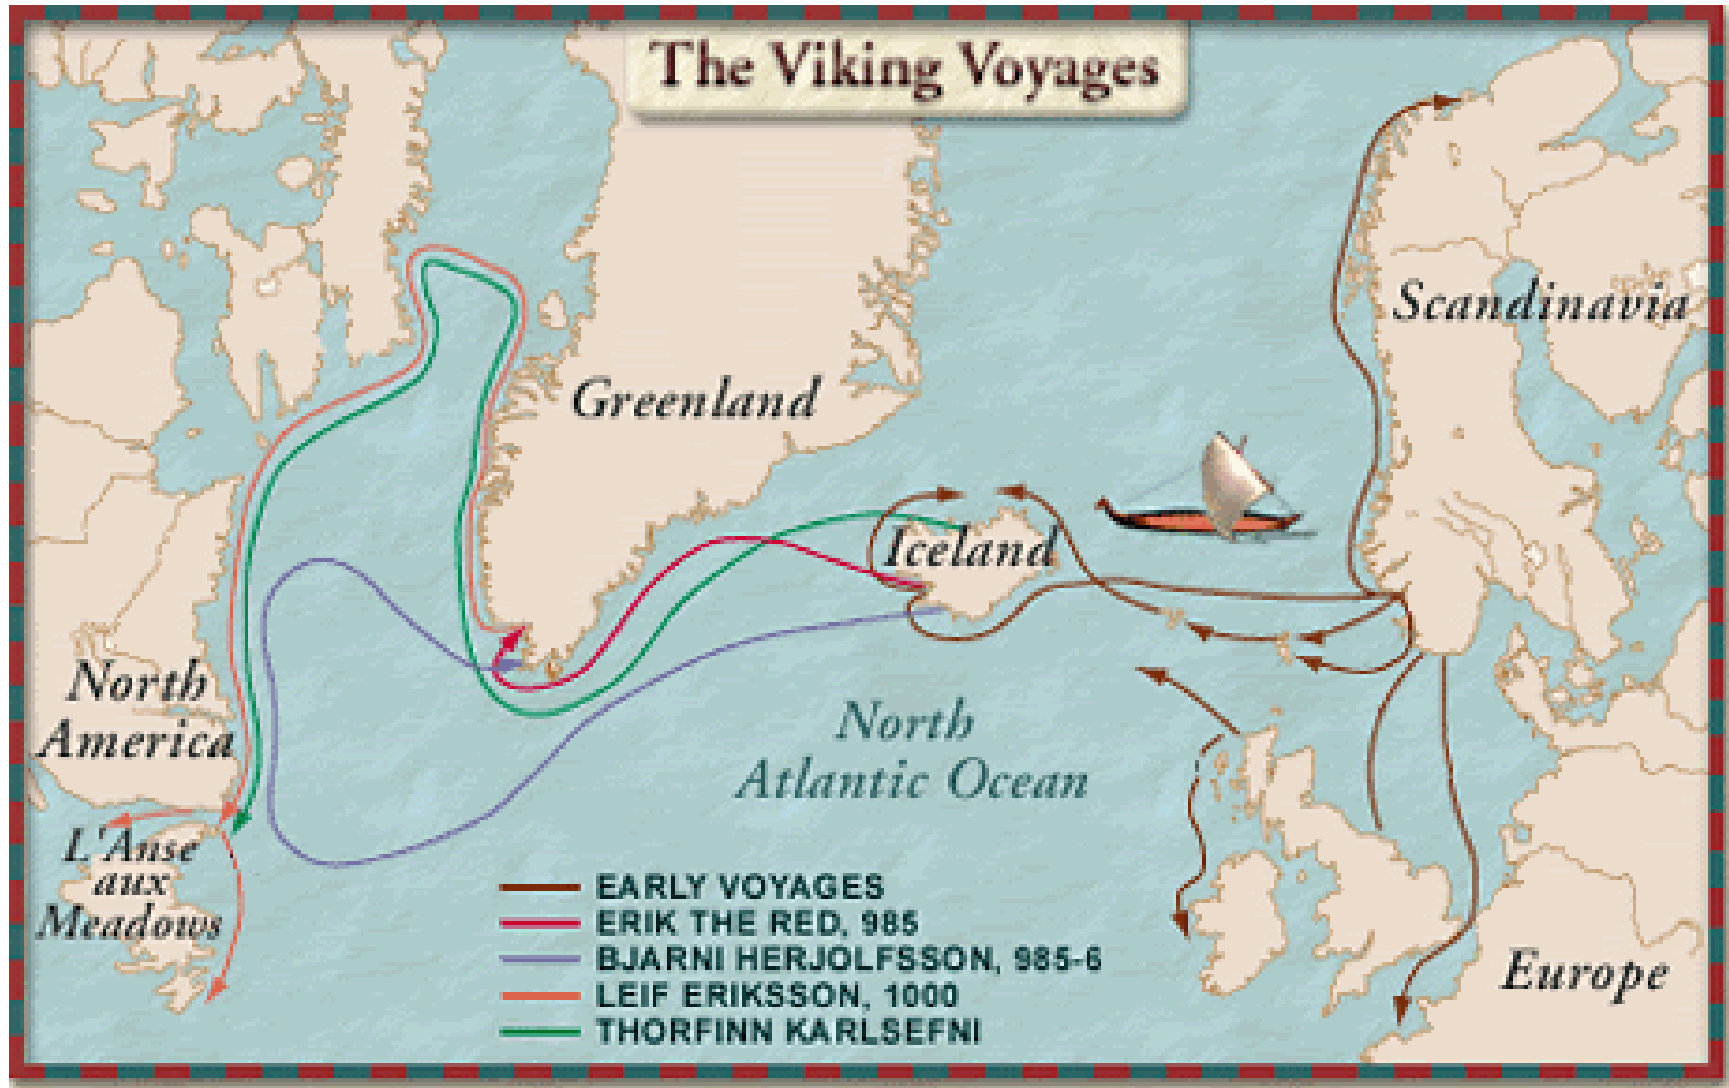 The Viking Voyages
Scandinavia
Greenland
Iceland
North
America
North
Atlantic Ocean
L'Anse
aux
Meadows
Europe
EARLY VOYAGES
ERIK THE RED, 985
BJARNI HERJOLFSSON, 985-6
LEIF ERIKSSON, 1000
THORFINN KARLSEFNI